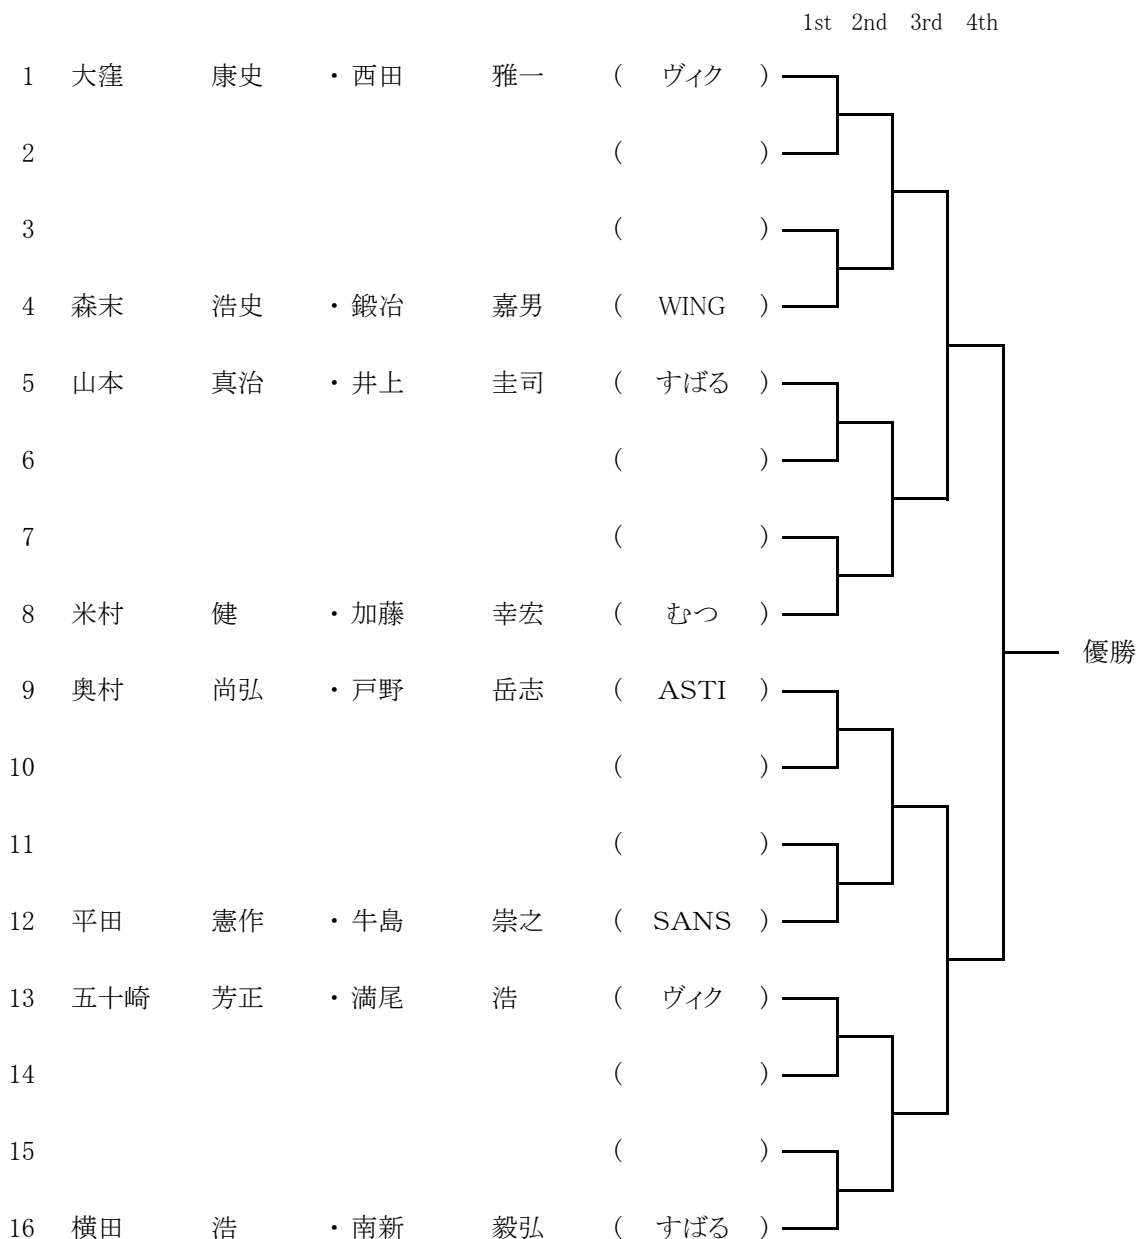 1st 2nd 3rd 4th
1 大窪 康史 ・ 西田 雅一 ( ヴィク )
2 ( )
3 ( )
4 森末 浩史 ・ 鍛冶 嘉男 ( WING )
5 山本 真治 ・ 井上 圭司 ( すばる )
6 ( )
7 ( )
8 米村 健 ・ 加藤 幸宏 ( むつ )
優勝
9 奥村 尚弘 ・ 戸野 岳志 ( ASTI )
10 ( )
11 ( )
12 平田 憲作 ・ 牛島 崇之 ( SANS )
13 五十崎 芳正 ・ 満尾 浩 ( ヴィク )
14 ( )
15 ( )
16 横田 浩 ・ 南新 毅弘 ( すばる )